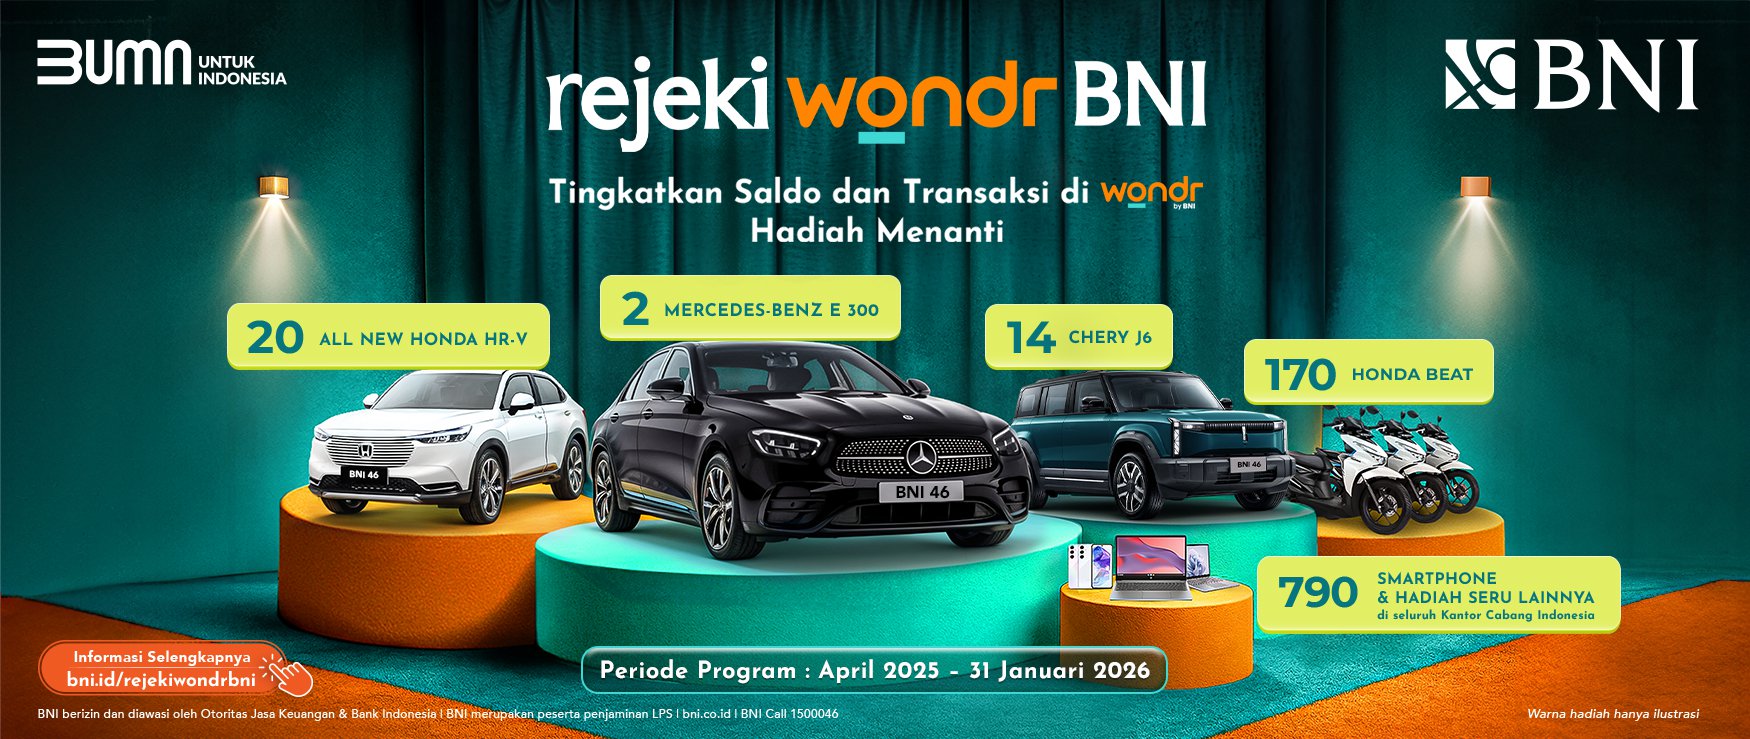 BUMN UNTUK
INDONESIA
BNI
rejeki wondr BNI
Tingkatkan Saldo dan Transaksi di wondr
by BNI
Hadiah Menanti
20 ALL NEW HONDA HR-V
2 MERCEDES-BENZ E 300
14 CHERY J6
170 HONDA BEAT
BNI 46
BNI 46
BNI 46
790 SMARTPHONE
& HADIAH SERU LAINNYA
di seluruh Kantor Cabang Indonesia
Informasi Selengkapnya
bni.id/rejekiwondrbni
Periode Program : April 2025 – 31 Januari 2026
BNI berizin dan diawasi oleh Otoritas Jasa Keuangan & Bank Indonesia | BNI merupakan peserta penjaminan LPS | bni.co.id | BNI Call 1500046
Warna hadiah hanya ilustrasi